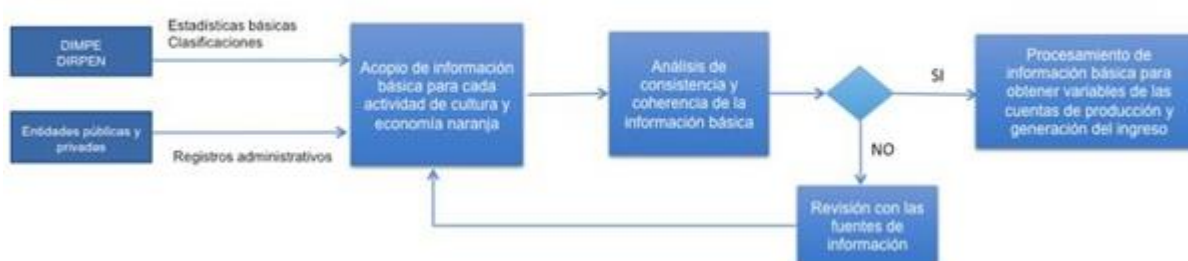 DIMPE
DIRPEN
Estadísticas básicas
Clasificaciones
Entidades públicas y
privadas
Registros administrativos
Acopio de información
básica para cada
actividad de cultura y
economía naranja
Análisis de
consistencia y
coherencia de la
información básica
SI
NO
Procesamiento de
información básica para
obtener variables de las
cuentas de producción y
generación del ingreso
Revisión con las
fuentes de
información